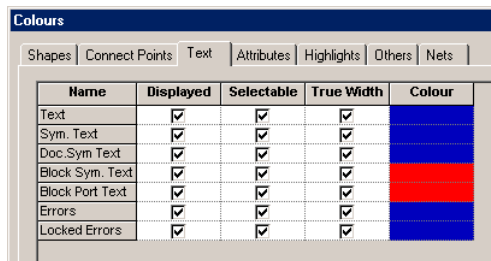 Colours
Shapes Connect Points Text Attributes Highlights Others Nets
Name Displayed Selectable True Width Colour
Text
Sym. Text
Doc.Sym Text
Block Sym. Text
Block Port Text
Errors
Locked Errors